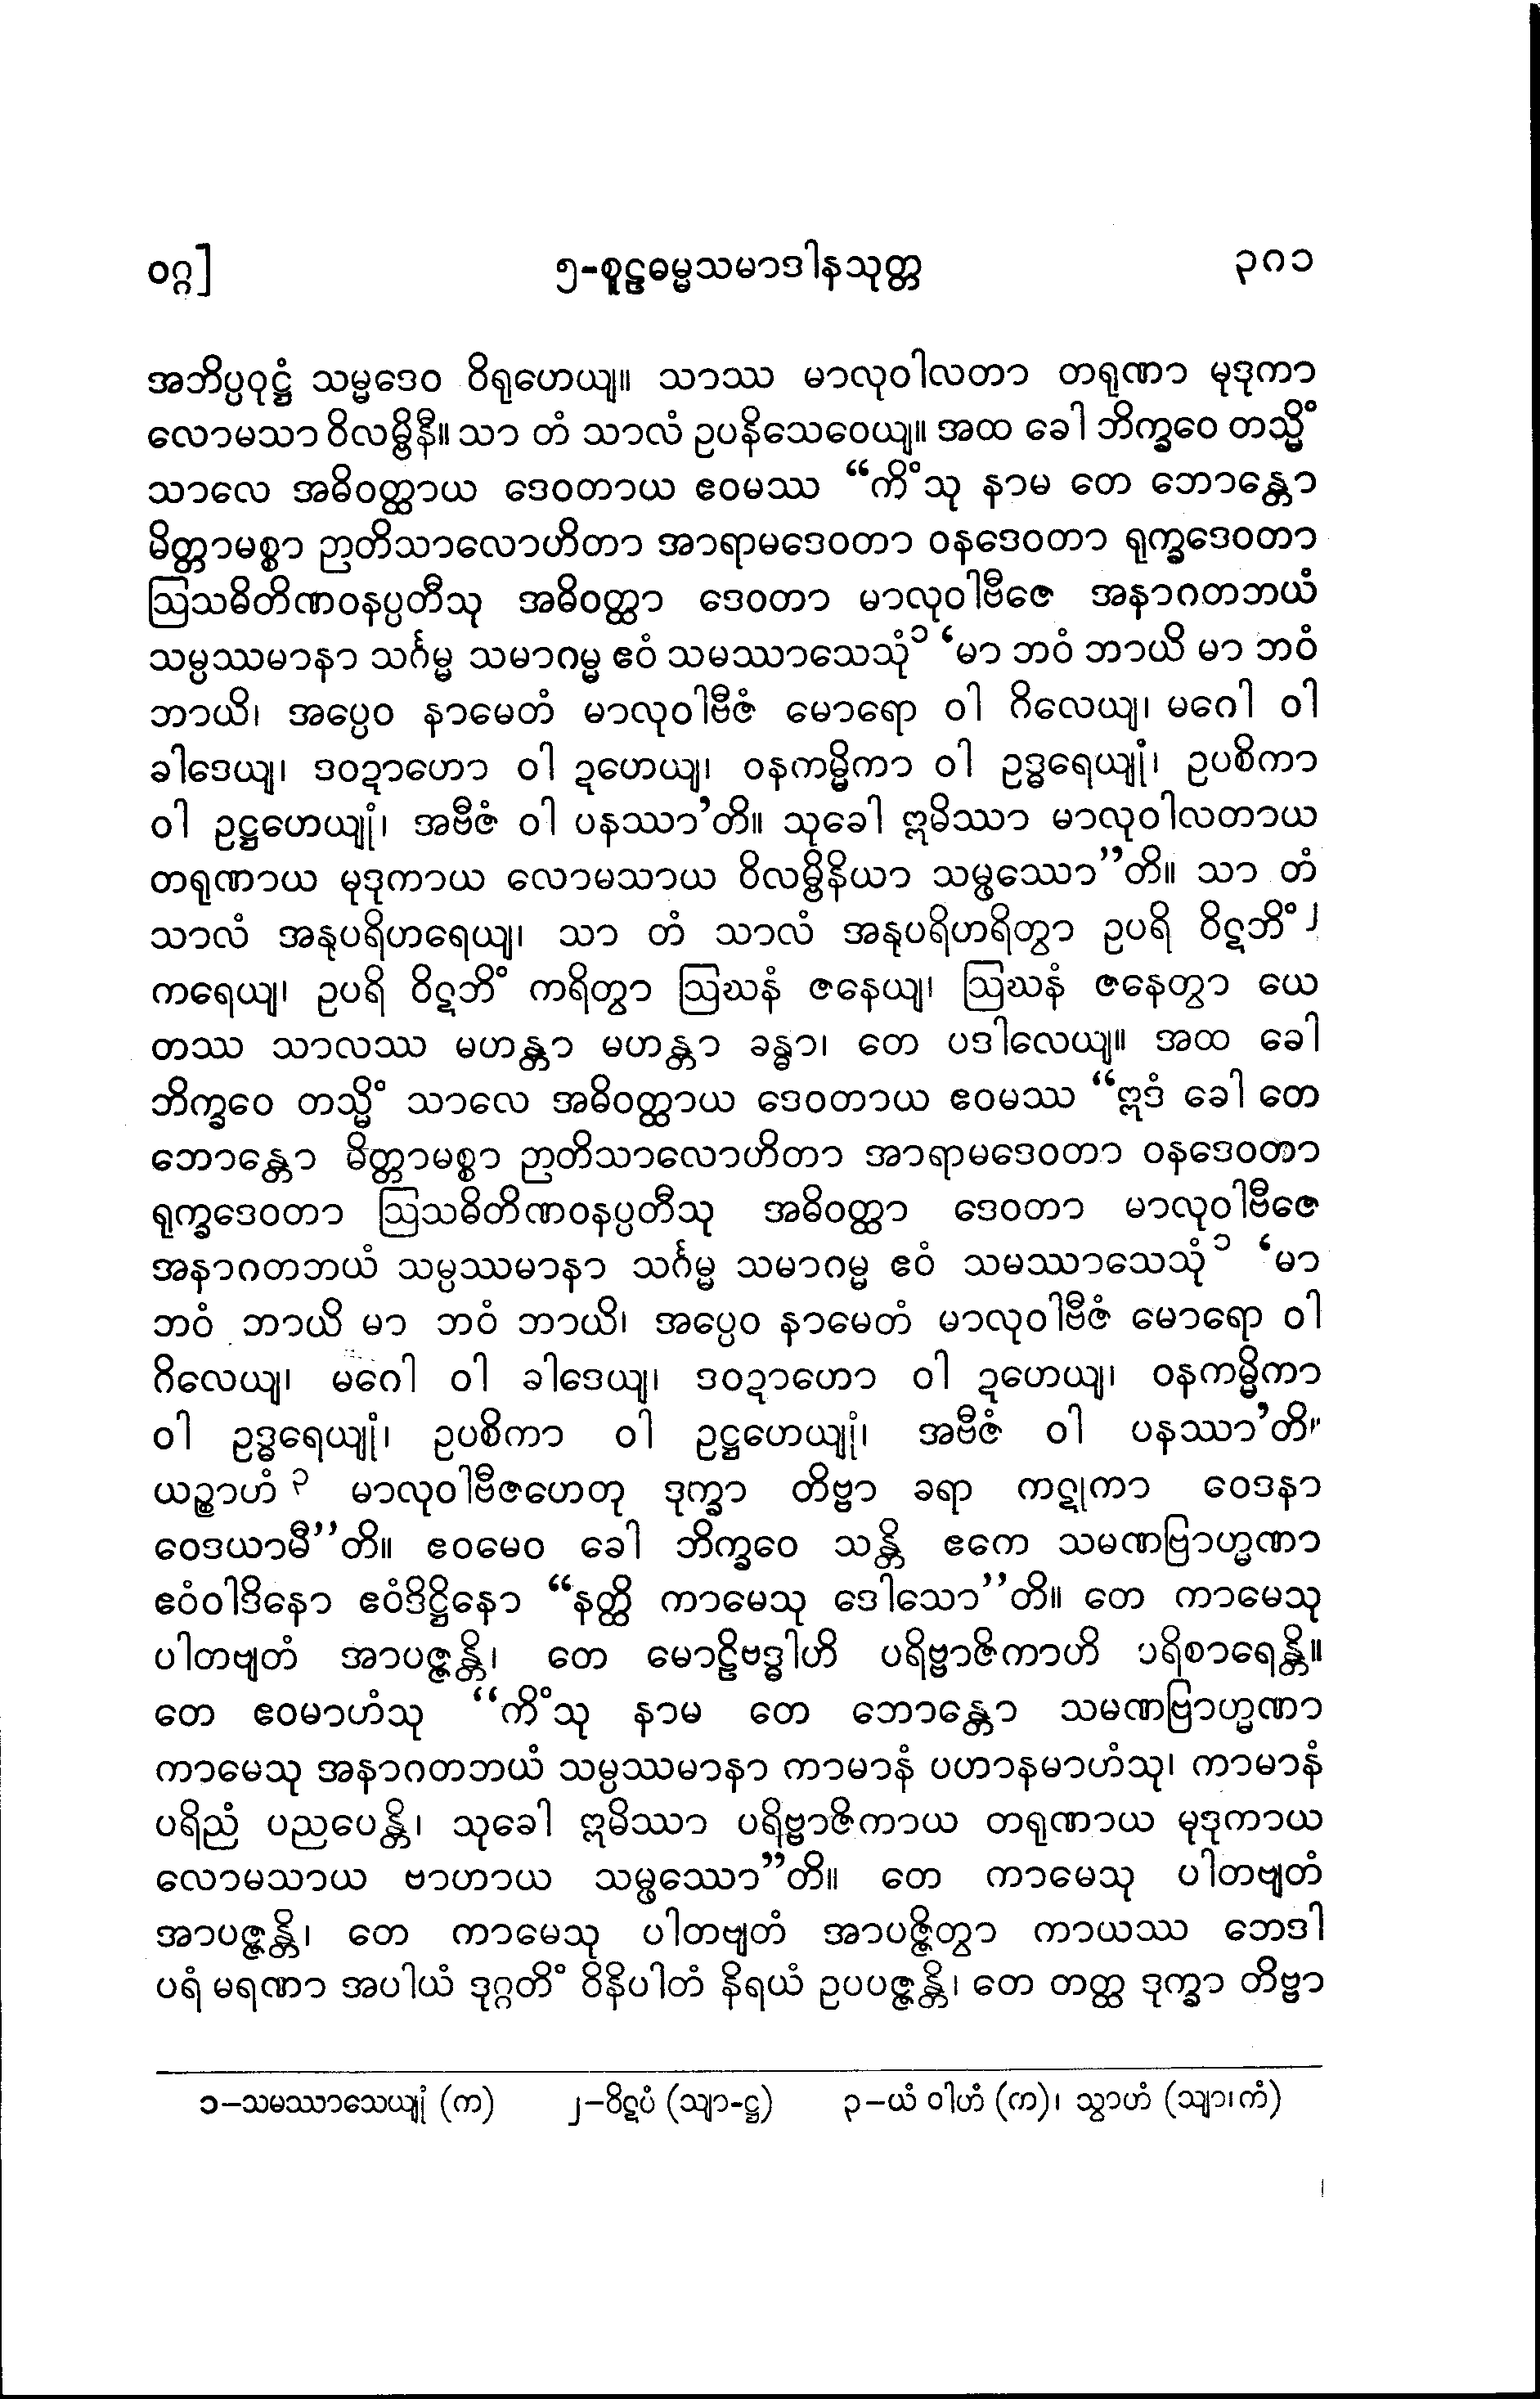 ဝဂ္ဂ]
၅-စူဠဓမ္မသမာဒါနသုတ္တ
၃ဂ၁
အဘိပ္ပဝုဋ္ဌံ သမ္မဒေဝ ဝိရုဟေယျ။ သာဿ မာလုဝါလတာ တရုဏာ မုဒုကာ
လောမသာ ဝိလမ္ဗိနီ။ သာ တံ သာလံ ဥပနိသေဝေယျ။ အထ ခေါ ဘိက္ခဝေ တသ္မိံ
သာလေ အဓိဝတ္ထာယ ဒေဝတာယ ဧဝမဿ “ကိံသု နာမ တေ ဘောန္တော
မိတ္တာမစ္စာ ဉာတိသာလောဟိတာ အာရာမဒေဝတာ ဝနဒေဝတာ ရုက္ခဒေဝတာ
ဩသဓိတိဏဝနပ္ပတီသု အဓိဝတ္ထာ ဒေဝတာ မာလုဝါဗီဇေ အနာဂတဘယံ
သမ္ပဿမာနာ သင်္ဂမ္မ သမာဂမ္မ ဧဝံ သမဿာသေသုံ၁ ‘မာ ဘဝံ ဘာယိ မာ ဘဝံ
ဘာယိ၊ အပ္ပေဝ နာမေတံ မာလုဝါဗီဇံ မောရော ဝါ ဂိလေယျ၊ မဂေါ ဝါ
ခါဒေယျ၊ ဒဝဍာဟော ဝါ ဍဟေယျ၊ ဝနကမ္မိကာ ဝါ ဥဒ္ဓရေယျုံ၊ ဥပစိကာ
ဝါ ဥဋ္ဌဟေယျုံ၊ အဗီဇံ ဝါ ပနဿာ’တိ။ သုခေါ ဣမိဿာ မာလုဝါလတာယ
တရုဏာယ မုဒုကာယ လောမသာယ ဝိလမ္ဗိနိယာ သမ္ဖဿော”တိ။ သာ တံ
သာလံ အနုပရိဟရေယျ၊ သာ တံ သာလံ အနုပရိဟရိတွာ ဥပရိ ဝိဋဘိံ၂
ကရေယျ၊ ဥပရိ ဝိဋဘိံ ကရိတွာ ဩဃနံ ဇနေယျ၊ ဩဃနံ ဇနေတွာ ယေ
တဿ သာလဿ မဟန္တာ မဟန္တာ ခန္ဓာ၊ တေ ပဒါလေယျ။ အထ ခေါ
ဘိက္ခဝေ တသ္မိံ သာလေ အဓိဝတ္ထာယ ဒေဝတာယ ဧဝမဿ “ဣဒံ ခေါ တေ
ဘောန္တော မိတ္တာမစ္စာ ဉာတိသာလောဟိတာ အာရာမဒေဝတာ ဝနဒေဝတာ
ရုက္ခဒေဝတာ ဩသဓိတိဏဝနပ္ပတီသု အဓိဝတ္ထာ ဒေဝတာ မာလုဝါဗီဇေ
အနာဂတဘယံ သမ္ပဿမာနာ သင်္ဂမ္မ သမာဂမ္မ ဧဝံ သမဿာသေသုံ၁ ‘မာ
ဘဝံ ဘာယိ မာ ဘဝံ ဘာယိ၊ အပ္ပေဝ နာမေတံ မာလုဝါဗီဇံ မောရော ဝါ
ဂိလေယျ၊ မဂေါ ဝါ ခါဒေယျ၊ ဒဝဍာဟော ဝါ ဍဟေယျ၊ ဝနကမ္မိကာ
ဝါ ဥဒ္ဓရေယျုံ၊ ဥပစိကာ ဝါ ဥဋ္ဌဟေယျုံ၊ အဗီဇံ ဝါ ပနဿာ’တိ။
ယဉ္စာဟံ၃ မာလုဝါဗီဇဟေတု ဒုက္ခာ တိဗ္ဗာ ခရာ ကဋုကာ ဝေဒနာ
ဝေဒယာမီ”တိ။ ဧဝမေဝ ခေါ ဘိက္ခဝေ သန္တိ ဧကေ သမဏဗြာဟ္မဏာ
ဧဝံဝါဒိနော ဧဝံဒိဋ္ဌိနော “နတ္ထိ ကာမေသု ဒေါသော”တိ။ တေ ကာမေသု
ပါတဗျတံ အာပဇ္ဇန္တိ၊ တေ မောဠိဗဒ္ဓါဟိ ပရိဗ္ဗာဇိကာဟိ ပရိစာရေန္တိ။
တေ ဧဝမာဟံသု “ကိံသု နာမ တေ ဘောန္တော သမဏဗြာဟ္မဏာ
ကာမေသု အနာဂတဘယံ သမ္ပဿမာနာ ကာမာနံ ပဟာနမာဟံသု၊ ကာမာနံ
ပရိညံ ပညပေန္တိ၊ သုခေါ ဣမိဿာ ပရိဗ္ဗာဇိကာယ တရုဏာယ မုဒုကာယ
လောမသာယ ဗာဟာယ သမ္ဖဿော”တိ။ တေ ကာမေသု ပါတဗျတံ
အာပဇ္ဇန္တိ၊ တေ ကာမေသု ပါတဗျတံ အာပဇ္ဇိတွာ ကာယဿ ဘေဒါ
ပရံ မရဏာ အပါယံ ဒုဂ္ဂတိံ ဝိနိပါတံ နိရယံ ဥပပဇ္ဇန္တိ၊ တေ တတ္ထ ဒုက္ခာ တိဗ္ဗာ
၁–သမဿာသေယျုံ (က) ၂–ဝိဋပံ (သျာ-ဋ္ဌ) ၃–ယံ ဝါဟံ (က)၊ သွာဟံ (သျာ၊ကံ)